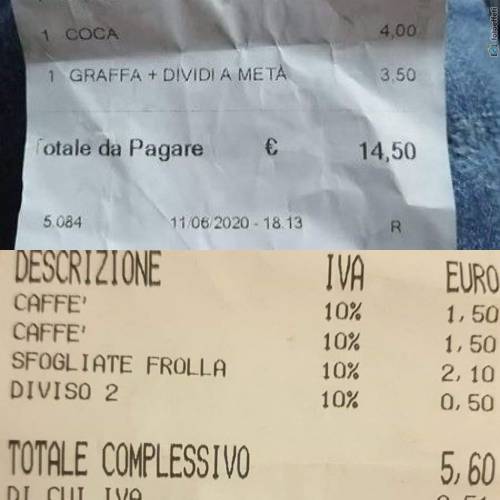 1 COCA 4,00
1 GRAFFA + DIVIDI A META 3,50
Totale da Pagare € 14,50
5.084 11/06/2020 - 18.13 R
DESCRIZIONE IVA EURO
CAFFE' 10% 1,50
CAFFE' 10% 1,50
SFOGLIATE FROLLA 10% 2,10
DIVISO 2 10% 0,50
TOTALE COMPLESSIVO 5,60
DI CUI IVA